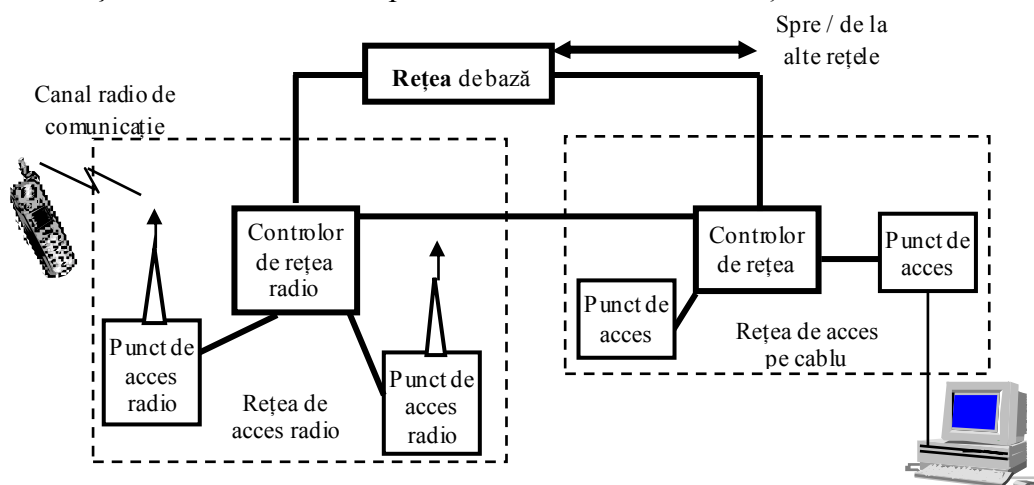 Spre / de la
alte rețele
Rețea de bază
Canal radio de
comunicație
Controlor
de rețea
radio
Controlor
de rețea
Punct de
acces
Punct de
acces
Rețea de acces
pe cablu
Punct de
acces
radio
Punct de
acces
radio
Rețea de
acces radio